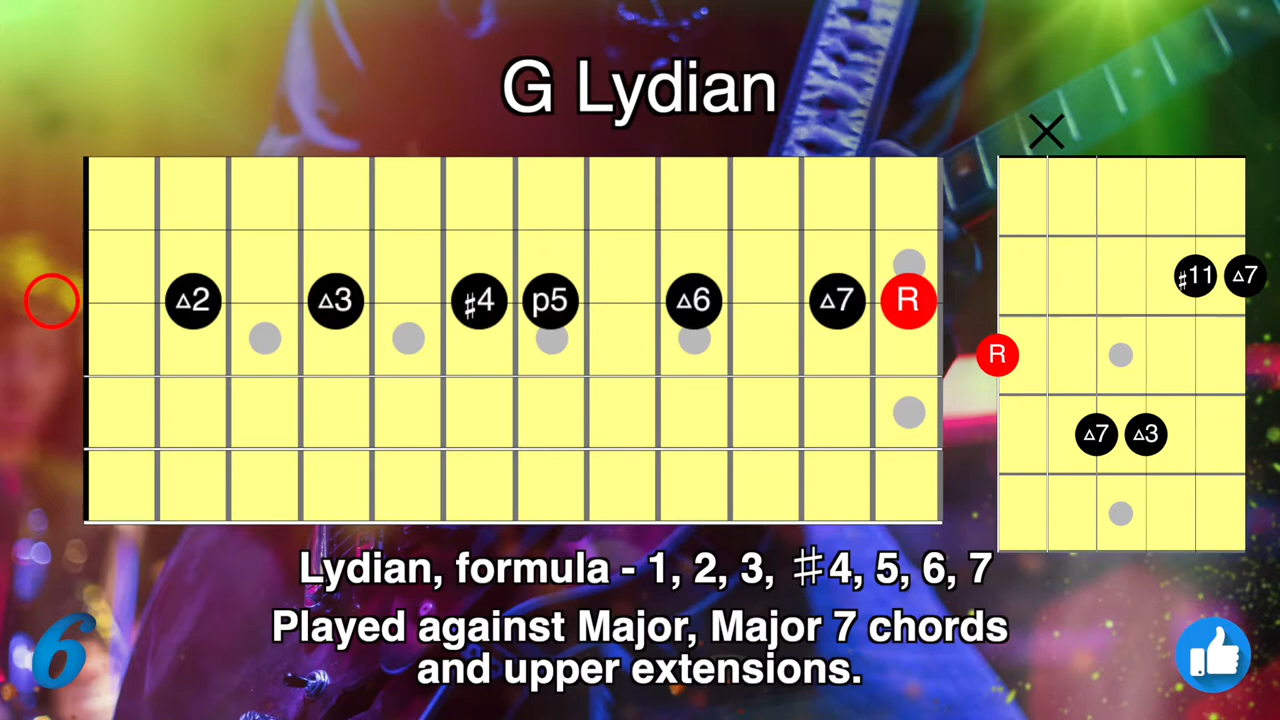 G Lydian
×
△2 △3 ♯4 p5 △6 △7 R
♯11 △7
R
△7 △3
Lydian, formula - 1, 2, 3, ♯4, 5, 6, 7
Played against Major, Major 7 chords
and upper extensions.
6